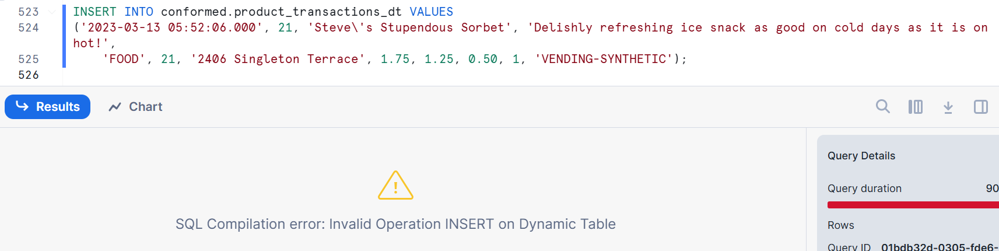 523 INSERT INTO conformed.product_transactions_dt VALUES
524 ('2023-03-13 05:52:06.000', 21, 'Steve\'s Stupendous Sorbet', 'Delishly refreshing ice snack as good on cold days as it is on
hot!',
525 'FOOD', 21, '2406 Singleton Terrace', 1.75, 1.25, 0.50, 1, 'VENDING-SYNTHETIC');
526
Results Chart
SQL Compilation error: Invalid Operation INSERT on Dynamic Table
Query Details
Query duration 90
Rows
Query ID 01bdb32d-0305-fde6-